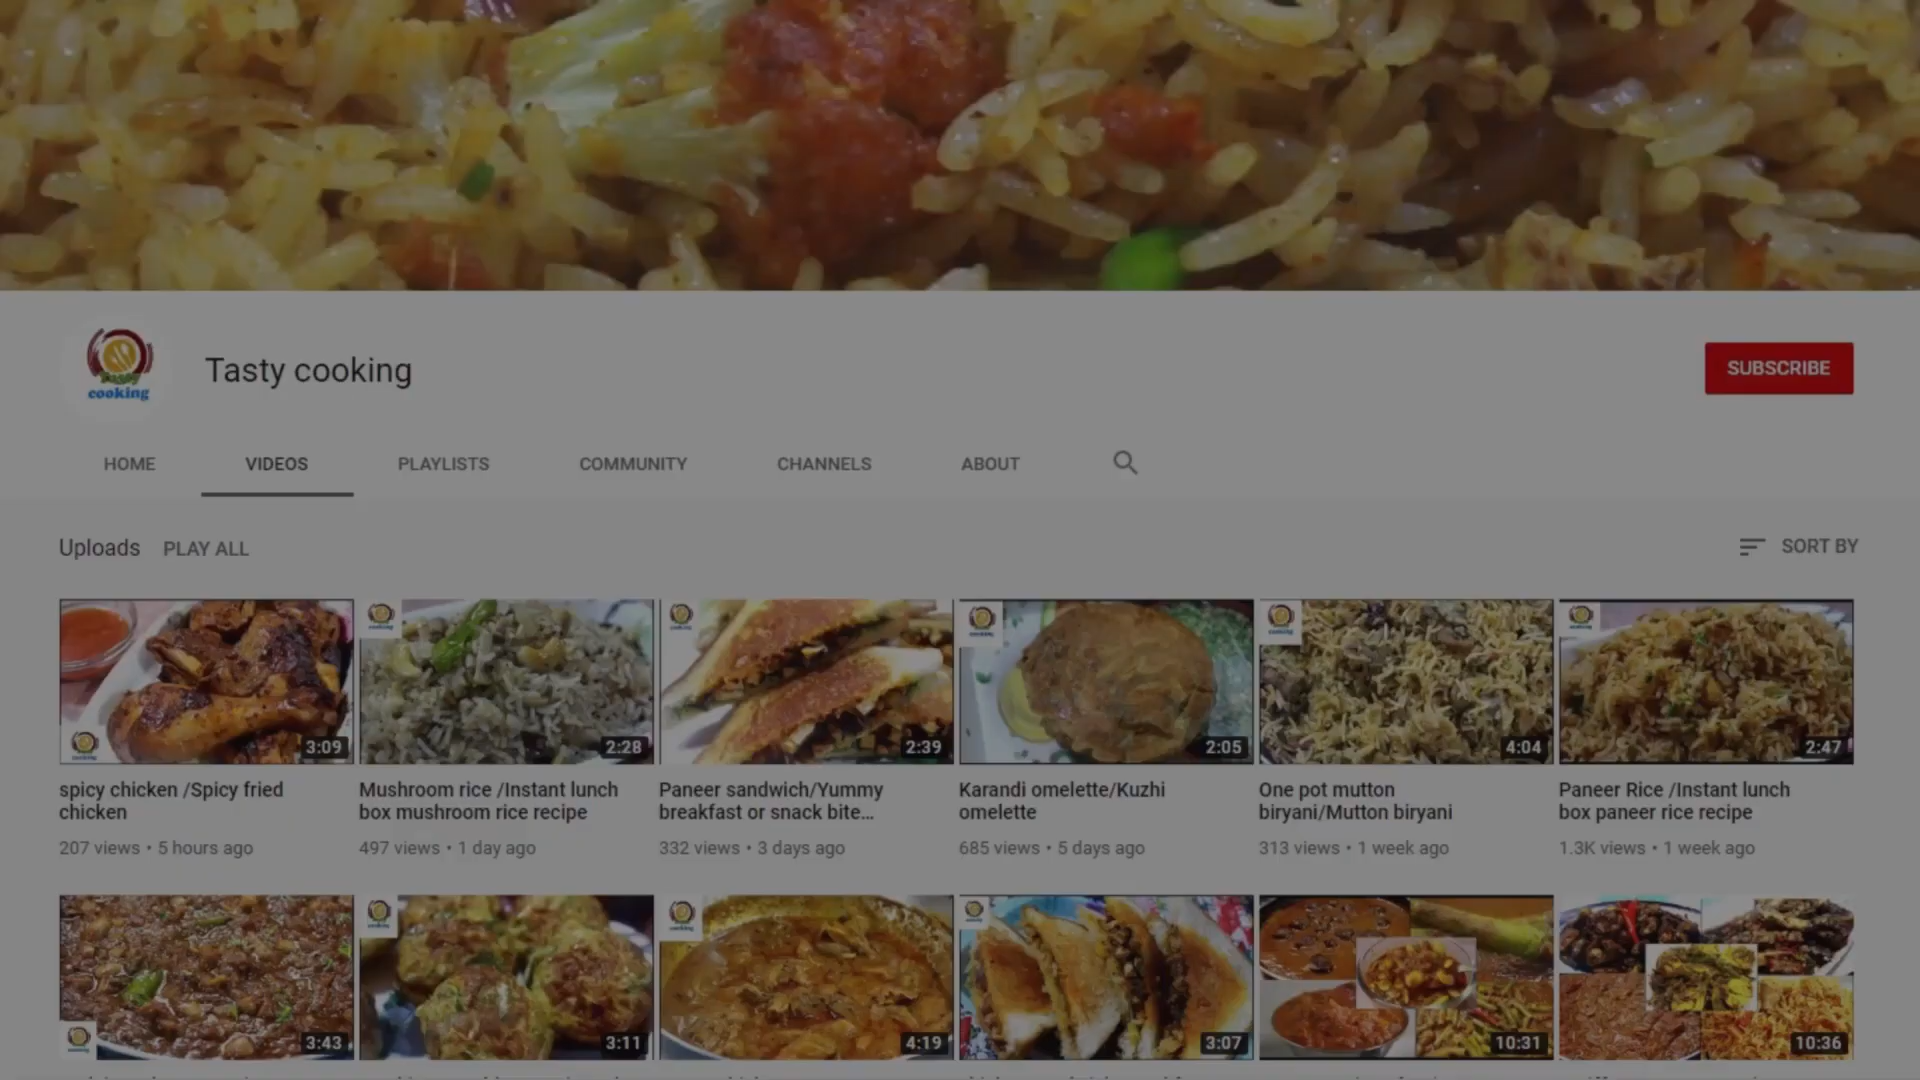 cooking
Tasty cooking
SUBSCRIBE
HOME
VIDEOS
PLAYLISTS
COMMUNITY
CHANNELS
ABOUT
Uploads
PLAY ALL
SORT BY
3:09
2:28
2:39
2:05
4:04
2:47
spicy chicken /Spicy fried
chicken
207 views • 5 hours ago
Mushroom rice /Instant lunch
box mushroom rice recipe
497 views • 1 day ago
Paneer sandwich/Yummy
breakfast or snack bite...
332 views • 3 days ago
Karandi omelette/Kuzhi
omelette
685 views • 5 days ago
One pot mutton
biryani/Mutton biryani
313 views • 1 week ago
Paneer Rice /Instant lunch
box paneer rice recipe
1.3K views • 1 week ago
3:43
3:11
4:19
3:07
10:31
10:36